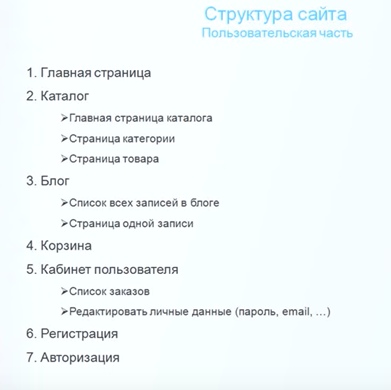 Структура сайта
Пользовательская часть
1. Главная страница
2. Каталог
➢Главная страница каталога
➢Страница категории
➢Страница товара
3. Блог
➢Список всех записей в блоге
➢Страница одной записи
4. Корзина
5. Кабинет пользователя
➢Список заказов
➢Редактировать личные данные (пароль, email, …)
6. Регистрация
7. Авторизация